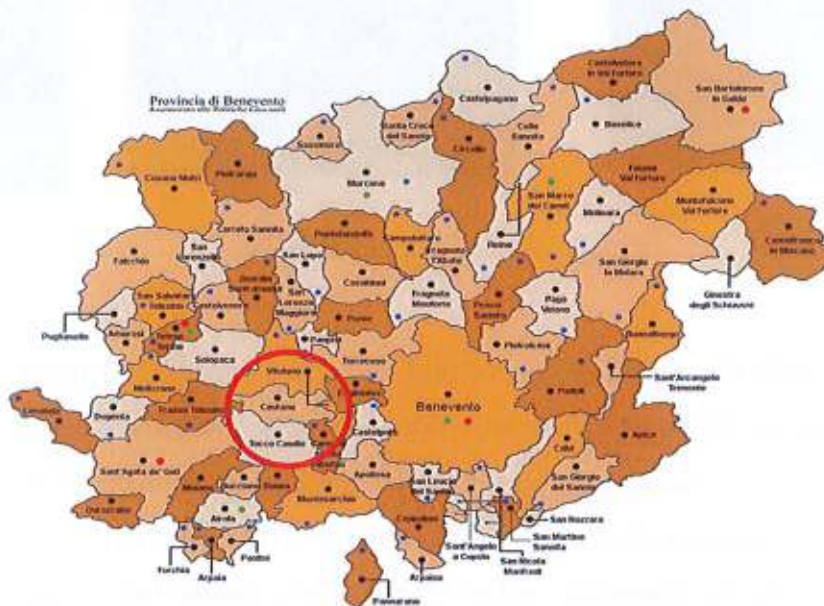 Provincia di Benevento
Castelvetere
in Val Fortore
San Bartolomeo
in Galdo
Castelpagano
Santa Croce
del Sannio
Colle
Sannita
Baselice
Sassinoro
Circello
Cusano Mutri
Pietraroja
Morcone
San Marco
dei Cavoti
Foiano
Val Fortore
Montefalcone
Val Fortore
Molinara
Cerreto Sannita
Pontelandolfo
Campolattaro
Reino
Castelfranco
in Miscano
Faicchio
San
Lorenzello
San Lupo
Fragneto
l'Abate
San Giorgio
la Molara
San
Lorenzo
Maggiore
Casalduni
Fragneto
Monforte
Pesco
Sannita
Pago
Veiano
Ginestra
degli Schiavoni
San Salvatore
Telesino
Castelvenere
Puglianello
Amorosi
Ponte
Buonalbergo
Solopaca
Paupisi
Torrecuso
Pietrelcina
Melizzano
Vitulano
Paduli
Sant'Arcangelo
Trimonte
Limatola
Dugenta
Frasso Telesino
Cautano
Benevento
Apice
Tocco Caudio
Castelpoto
Calvi
Sant'Agata de' Goti
Apollosa
San Giorgio
del Sannio
Moiano
Bucciano
Montesarchio
San Leucio
del Sannio
Durazzano
Airola
Ceppaloni
San Nazzaro
San Martino
Sannita
Sant'Angelo
a Cupolo
San Nicola
Manfredi
Forchia
Arpaia
Paolisi
Arpaise
Pannarano